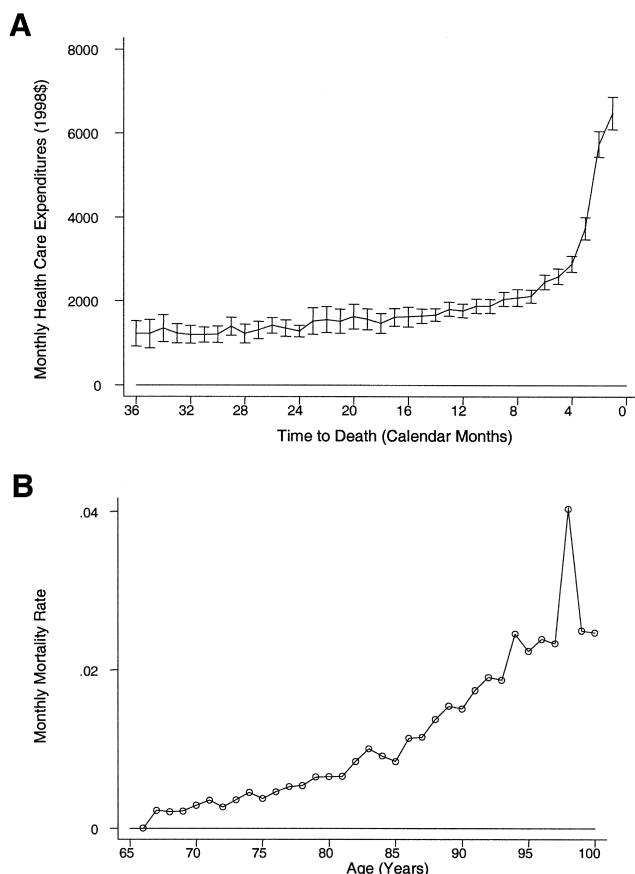 A
Monthly Health Care Expenditures (1998$)
8000
6000
4000
2000
0
36 32 28 24 20 16 12 8 4 0
Time to Death (Calendar Months)
B
Monthly Mortality Rate
.04
.02
0
65 70 75 80 85 90 95 100
Age (Years)